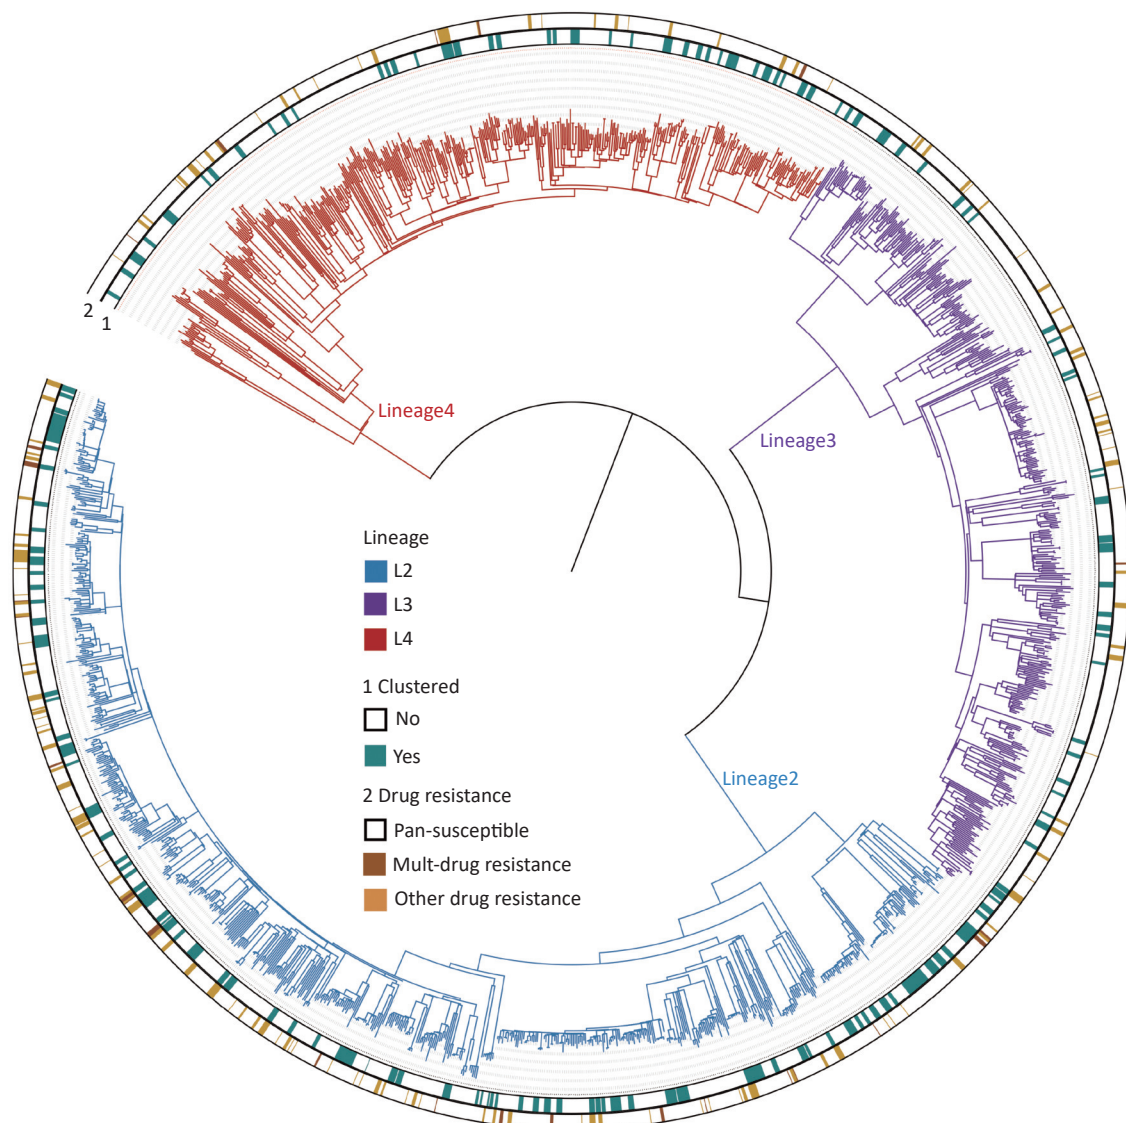 2
1
Lineage4
Lineage3
Lineage
L2
L3
L4
1 Clustered
No
Yes
Lineage2
2 Drug resistance
Pan-susceptible
Mult-drug resistance
Other drug resistance